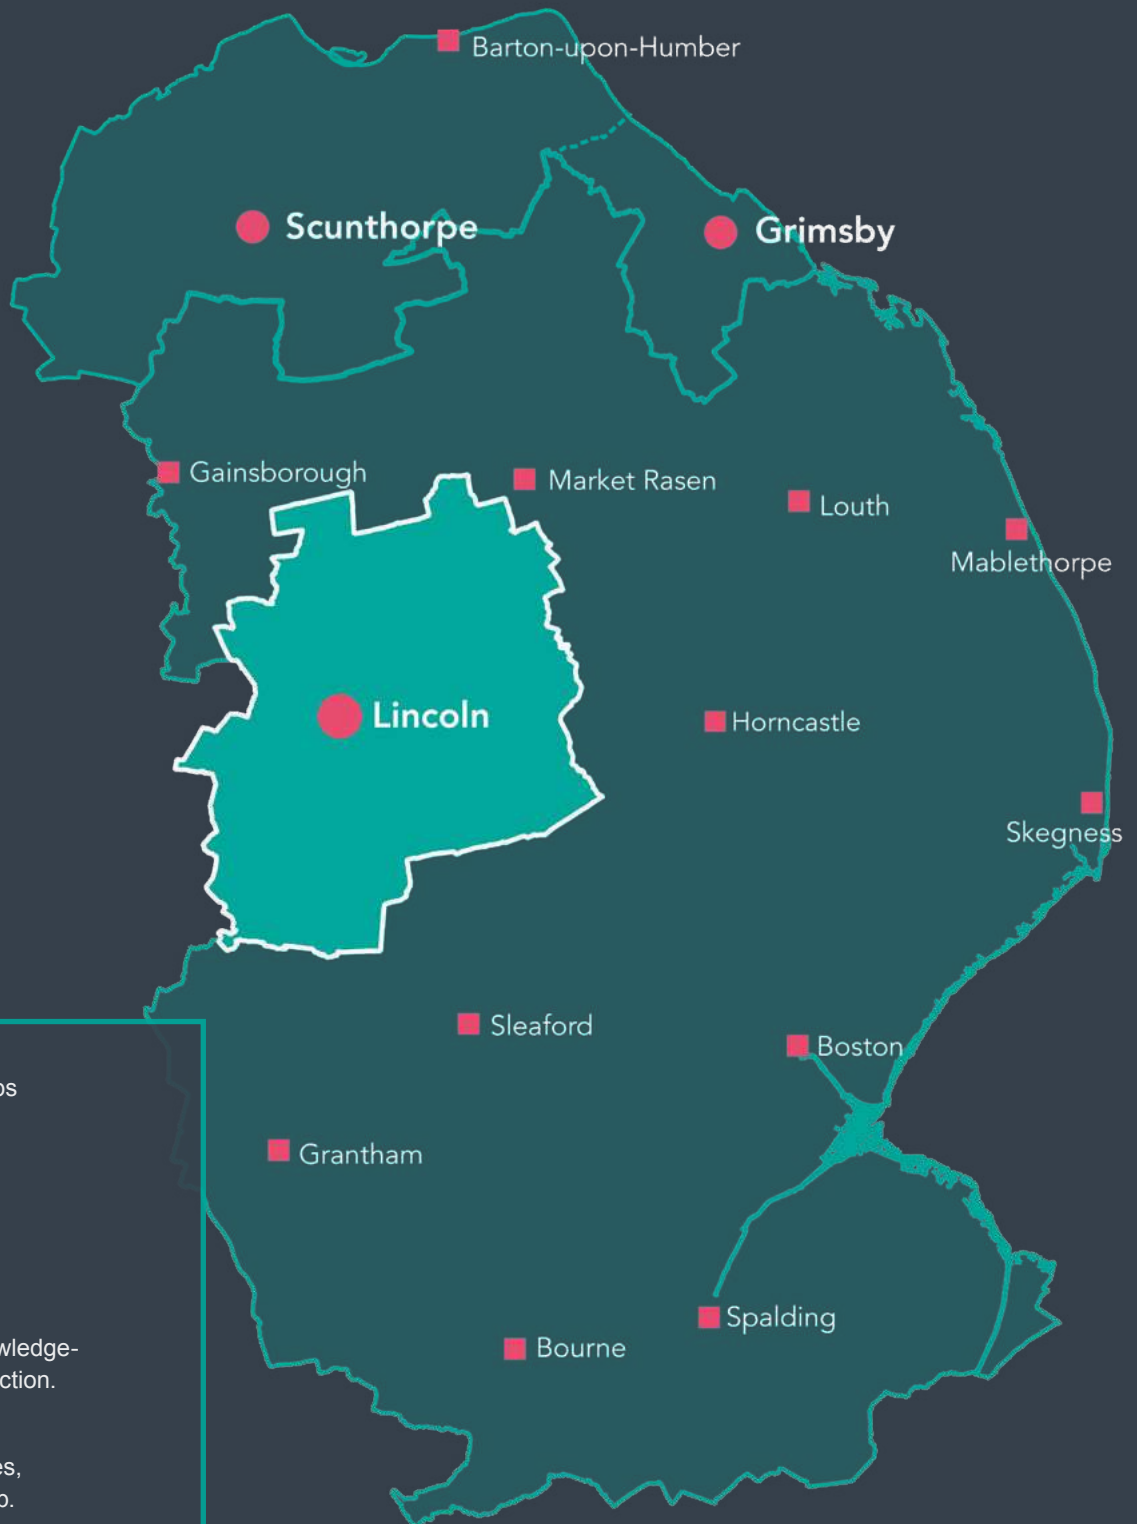 Barton-upon-Humber
Scunthorpe
Grimsby
Gainsborough
Market Rasen
Louth
Mablethorpe
Lincoln
Horncastle
Skegness
Sleaford
Boston
Grantham
Spalding
Bourne